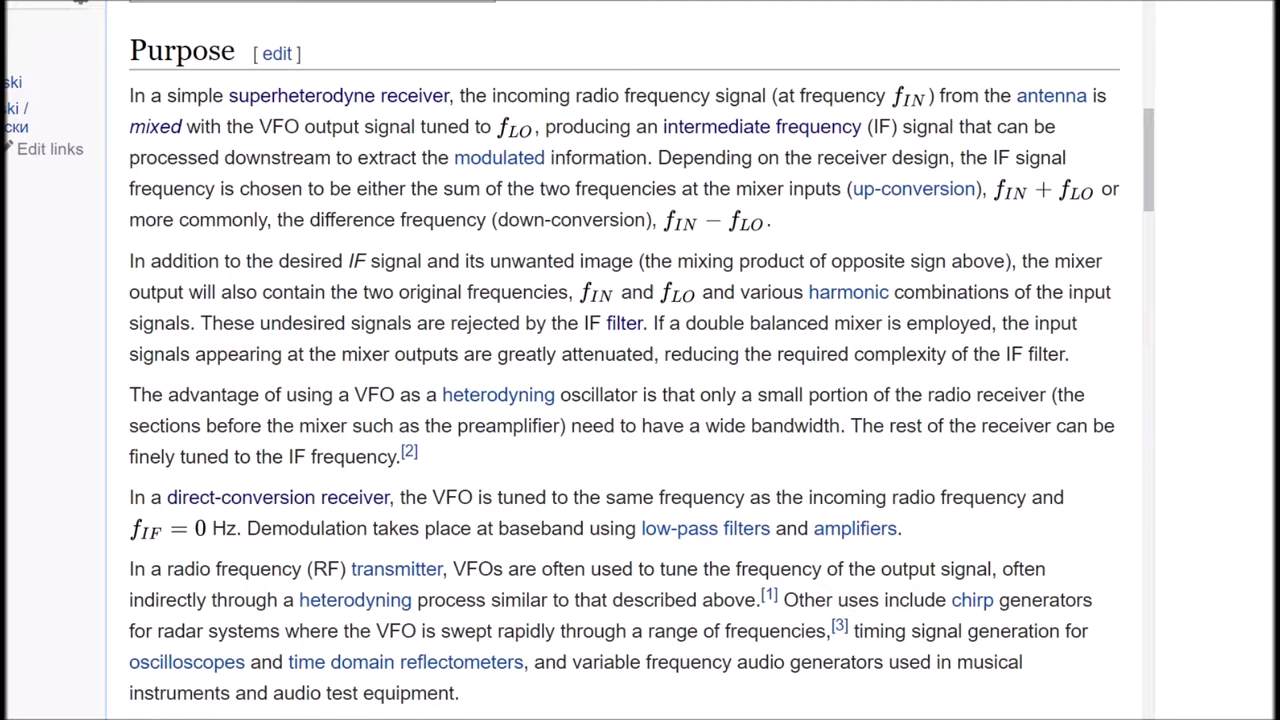 Purpose [ edit ]
ski
ski /
ски
Edit links
In a simple superheterodyne receiver, the incoming radio frequency signal (at frequency f_IN) from the antenna is
mixed with the VFO output signal tuned to f_LO, producing an intermediate frequency (IF) signal that can be
processed downstream to extract the modulated information. Depending on the receiver design, the IF signal
frequency is chosen to be either the sum of the two frequencies at the mixer inputs (up-conversion), f_IN + f_LO or
more commonly, the difference frequency (down-conversion), f_IN − f_LO.
In addition to the desired IF signal and its unwanted image (the mixing product of opposite sign above), the mixer
output will also contain the two original frequencies, f_IN and f_LO and various harmonic combinations of the input
signals. These undesired signals are rejected by the IF filter. If a double balanced mixer is employed, the input
signals appearing at the mixer outputs are greatly attenuated, reducing the required complexity of the IF filter.
The advantage of using a VFO as a heterodyning oscillator is that only a small portion of the radio receiver (the
sections before the mixer such as the preamplifier) need to have a wide bandwidth. The rest of the receiver can be
finely tuned to the IF frequency.[2]
In a direct-conversion receiver, the VFO is tuned to the same frequency as the incoming radio frequency and
f_IF = 0 Hz. Demodulation takes place at baseband using low-pass filters and amplifiers.
In a radio frequency (RF) transmitter, VFOs are often used to tune the frequency of the output signal, often
indirectly through a heterodyning process similar to that described above.[1] Other uses include chirp generators
for radar systems where the VFO is swept rapidly through a range of frequencies,[3] timing signal generation for
oscilloscopes and time domain reflectometers, and variable frequency audio generators used in musical
instruments and audio test equipment.